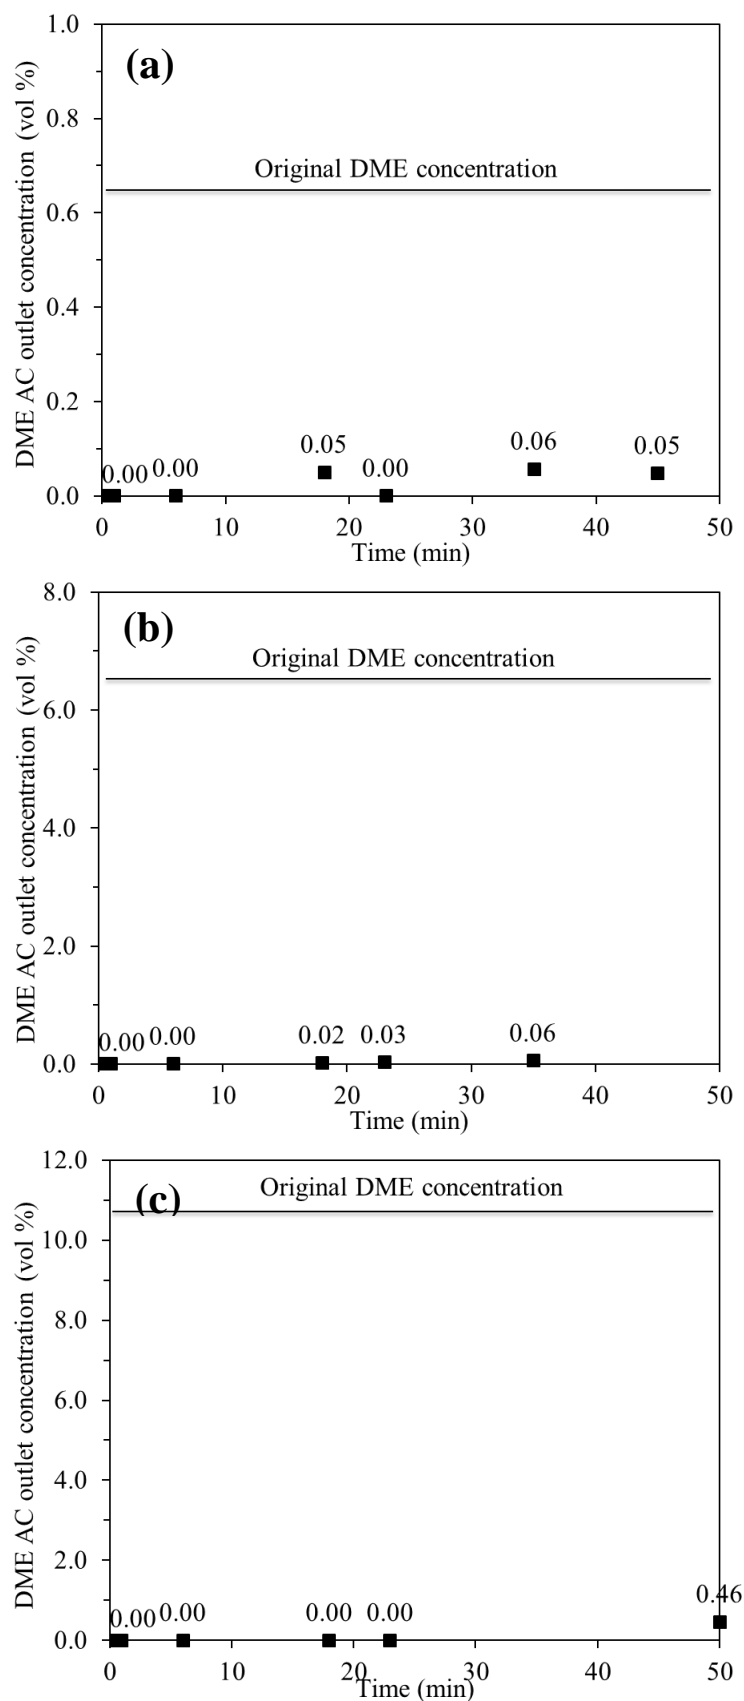 (a)
DME AC outlet concentration (vol %)
1.0
0.8
0.6
0.4
0.2
0.0
Original DME concentration
0.00
0.00
0.05
0.00
0.06
0.05
0 10 20 30 40 50
Time (min)
(b)
DME AC outlet concentration (vol %)
8.0
6.0
4.0
2.0
0.0
Original DME concentration
0.00
0.00
0.02
0.03
0.06
0 10 20 30 40 50
Time (min)
(c)
DME AC outlet concentration (vol %)
12.0
10.0
8.0
6.0
4.0
2.0
0.0
Original DME concentration
0.00
0.00
0.00
0.00
0.46
0 10 20 30 40 50
Time (min)